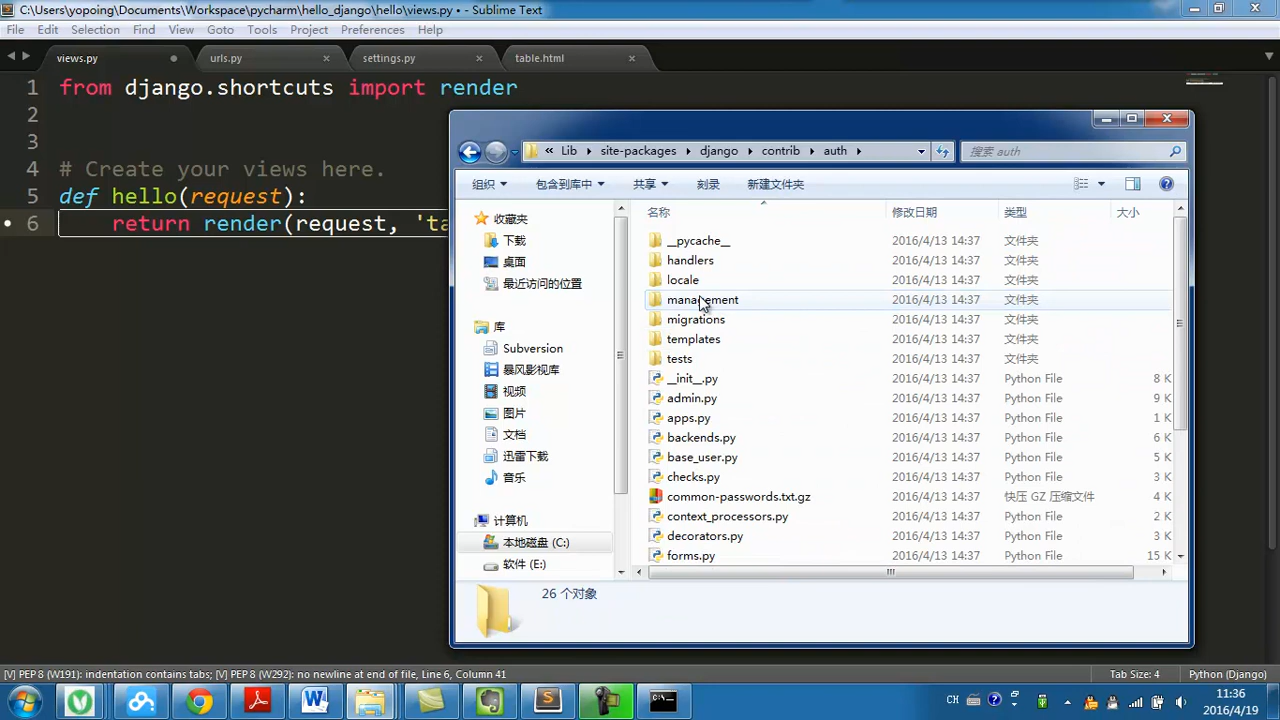 C:\Users\yopoing\Documents\Workspace\pycharm\hello_django\hello\views.py • - Sublime Text
File Edit Selection Find View Goto Tools Project Preferences Help
views.py urls.py settings.py table.html
1 from django.shortcuts import render
2
3
4 # Create your views here.
5 def hello(request):
6 return render(request, 'ta
« Lib site-packages django contrib auth 搜索 auth
组织 包含到库中 共享 刻录 新建文件夹
名称 修改日期 类型 大小
收藏夹
下载
桌面
最近访问的位置
库
Subversion
暴风影视库
视频
图片
文档
迅雷下载
音乐
计算机
本地磁盘 (C:)
软件 (E:)
__pycache__ 2016/4/13 14:37 文件夹
handlers 2016/4/13 14:37 文件夹
locale 2016/4/13 14:37 文件夹
management 2016/4/13 14:37 文件夹
migrations 2016/4/13 14:37 文件夹
templates 2016/4/13 14:37 文件夹
tests 2016/4/13 14:37 文件夹
__init__.py 2016/4/13 14:37 Python File 8 K
admin.py 2016/4/13 14:37 Python File 9 K
apps.py 2016/4/13 14:37 Python File 1 K
backends.py 2016/4/13 14:37 Python File 6 K
base_user.py 2016/4/13 14:37 Python File 5 K
checks.py 2016/4/13 14:37 Python File 3 K
common-passwords.txt.gz 2016/4/13 14:37 快压 GZ 压缩文件 4 K
context_processors.py 2016/4/13 14:37 Python File 2 K
decorators.py 2016/4/13 14:37 Python File 3 K
forms.py 2016/4/13 14:37 Python File 15 K
26 个对象
[V] PEP 8 (W191): indentation contains tabs; [V] PEP 8 (W292): no newline at end of file, Line 6, Column 41 Tab Size: 4 Python (Django)
CH 11:36
2016/4/19